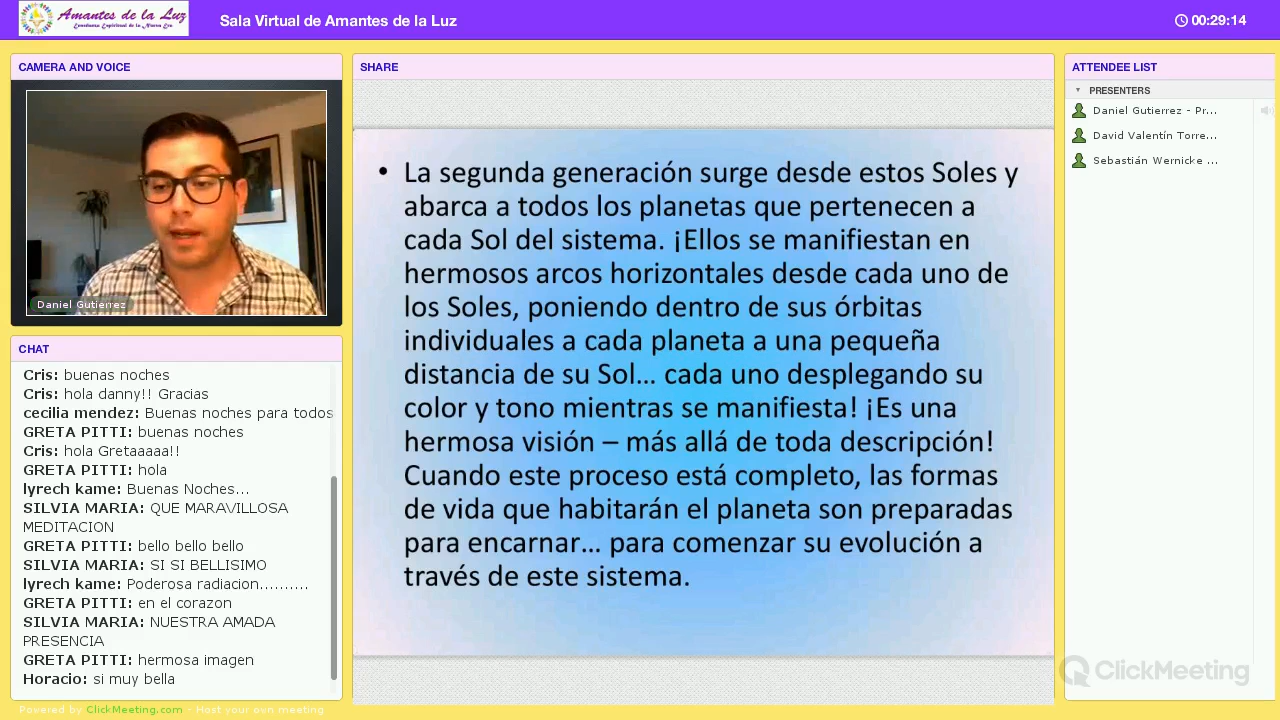 Amantes de la Luz
Enseñanza Espiritual de la Nueva Era
Sala Virtual de Amantes de la Luz
00:29:14
CAMERA AND VOICE
Daniel Gutierrez
CHAT
Cris: buenas noches
Cris: hola danny!! Gracias
cecilia mendez: Buenas noches para todos
GRETA PITTI: buenas noches
Cris: hola Gretaaaaa!!
GRETA PITTI: hola
lyrech kame: Buenas Noches...
SILVIA MARIA: QUE MARAVILLOSA
MEDITACION
GRETA PITTI: bello bello bello
SILVIA MARIA: SI SI BELLISIMO
lyrech kame: Poderosa radiacion..........
GRETA PITTI: en el corazon
SILVIA MARIA: NUESTRA AMADA
PRESENCIA
GRETA PITTI: hermosa imagen
Horacio: si muy bella
Powered by ClickMeeting.com - Host your own meeting
SHARE
• La segunda generación surge desde estos Soles y
abarca a todos los planetas que pertenecen a
cada Sol del sistema. ¡Ellos se manifiestan en
hermosos arcos horizontales desde cada uno de
los Soles, poniendo dentro de sus órbitas
individuales a cada planeta a una pequeña
distancia de su Sol... cada uno desplegando su
color y tono mientras se manifiesta! ¡Es una
hermosa visión – más allá de toda descripción!
Cuando este proceso está completo, las formas
de vida que habitarán el planeta son preparadas
para encarnar... para comenzar su evolución a
través de este sistema.
ATTENDEE LIST
PRESENTERS
Daniel Gutierrez - Pr...
David Valentín Torre...
Sebastián Wernicke ...
ClickMeeting